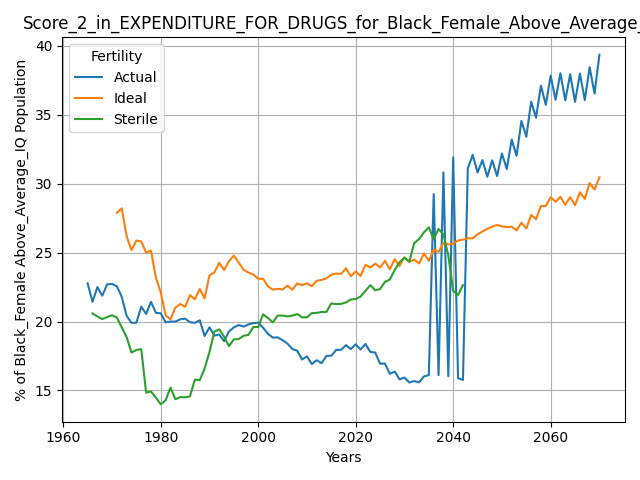 Score_2_in_EXPENDITURE_FOR_DRUGS_for_Black_Female_Above_Average_
% of Black_Female Above_Average_IQ Population
Fertility
Actual
Ideal
Sterile
40
35
30
25
20
15
1960 1980 2000 2020 2040 2060
Years